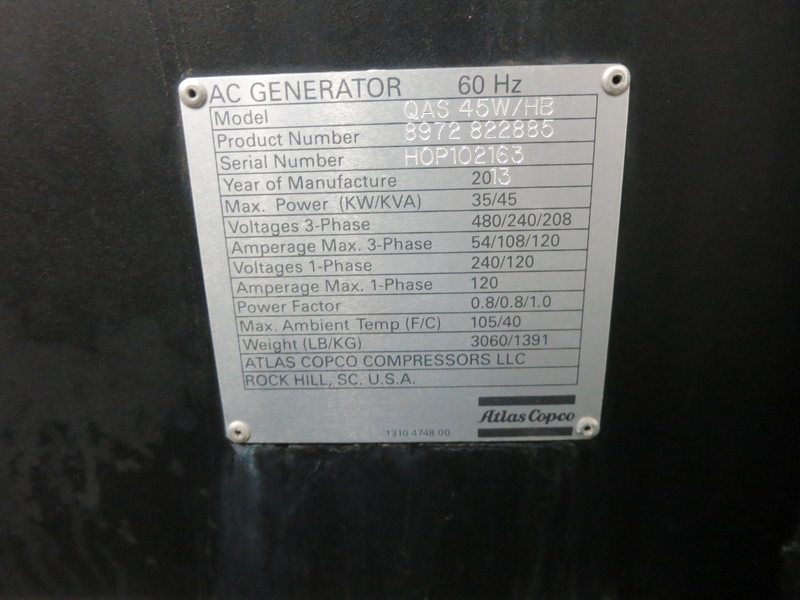 AC GENERATOR 60 Hz
Model QAS 45W/HB
Product Number 8972 822885
Serial Number HOP102163
Year of Manufacture 2013
Max. Power (KW/KVA) 35/45
Voltages 3-Phase 480/240/208
Amperage Max. 3-Phase 54/108/120
Voltages 1-Phase 240/120
Amperage Max. 1-Phase 120
Power Factor 0.8/0.8/1.0
Max. Ambient Temp (F/C) 105/40
Weight (LB/KG) 3060/1391
ATLAS COPCO COMPRESSORS LLC
ROCK HILL, SC. U.S.A.
Atlas Copco
1310 4748 00